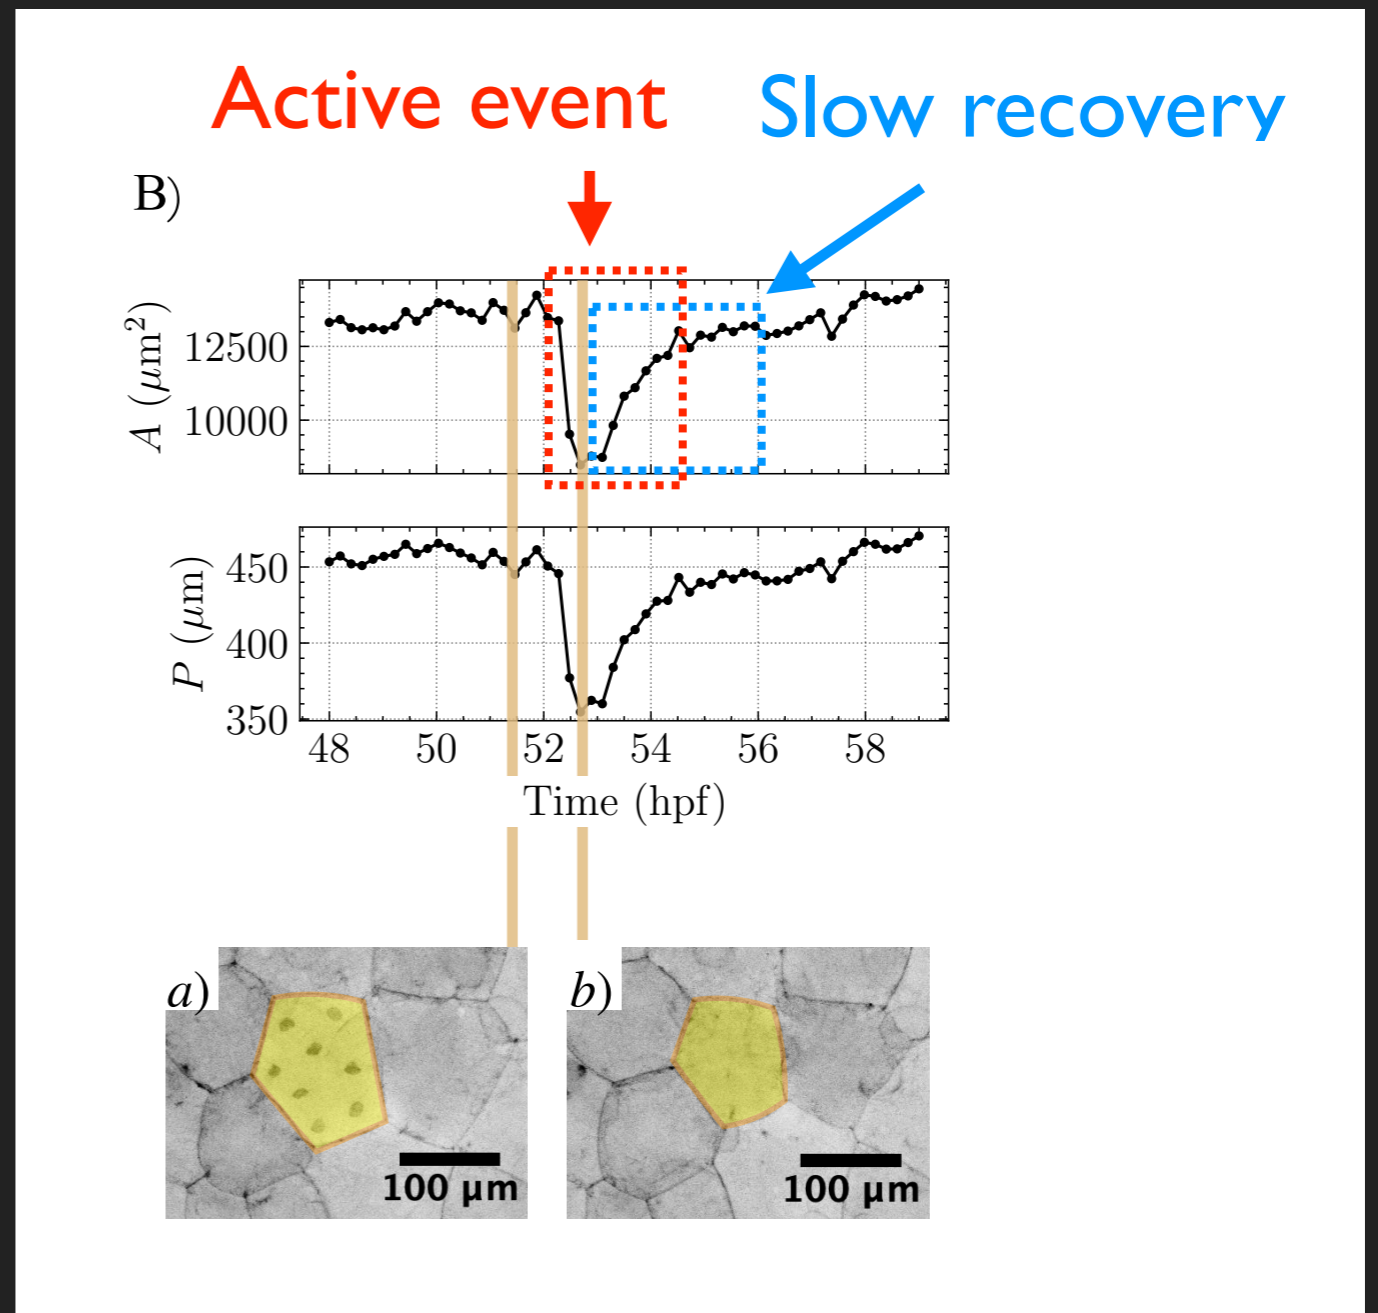 Active event
Slow recovery
B)
A (μm²)
12500
10000
P (μm)
450
400
350
48 50 52 54 56 58
Time (hpf)
a)
b)
100 μm
100 μm